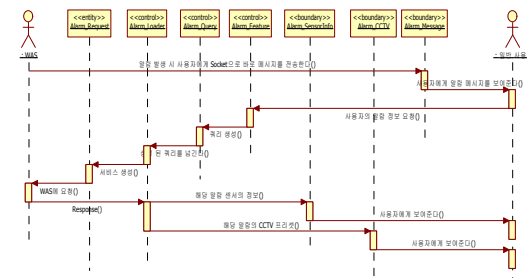 <<entity>>
Alarm_Request
<<control>>
Alarm_Loader
<<control>>
Alarm_Query
<<control>>
Alarm_Feature
<<boundary>>
Alarm_SensorInfo
<<boundary>>
Alarm_CCTV
<<boundary>>
Alarm_Message
: WAS
: 일반 사용
알람 발생 시 사용자에게 Socket으로 바로 메시지를 전송한다()
사용자에게 알람 메시지를 보여준다()
사용자의 알람 정보 요청()
쿼리 생성()
된 쿼리를 넘긴다()
서비스 생성()
WAS에 요청()
Response()
해당 알람 센서의 정보()
사용자에게 보여준다()
해당 알람의 CCTV 프리셋()
사용자에게 보여준다()